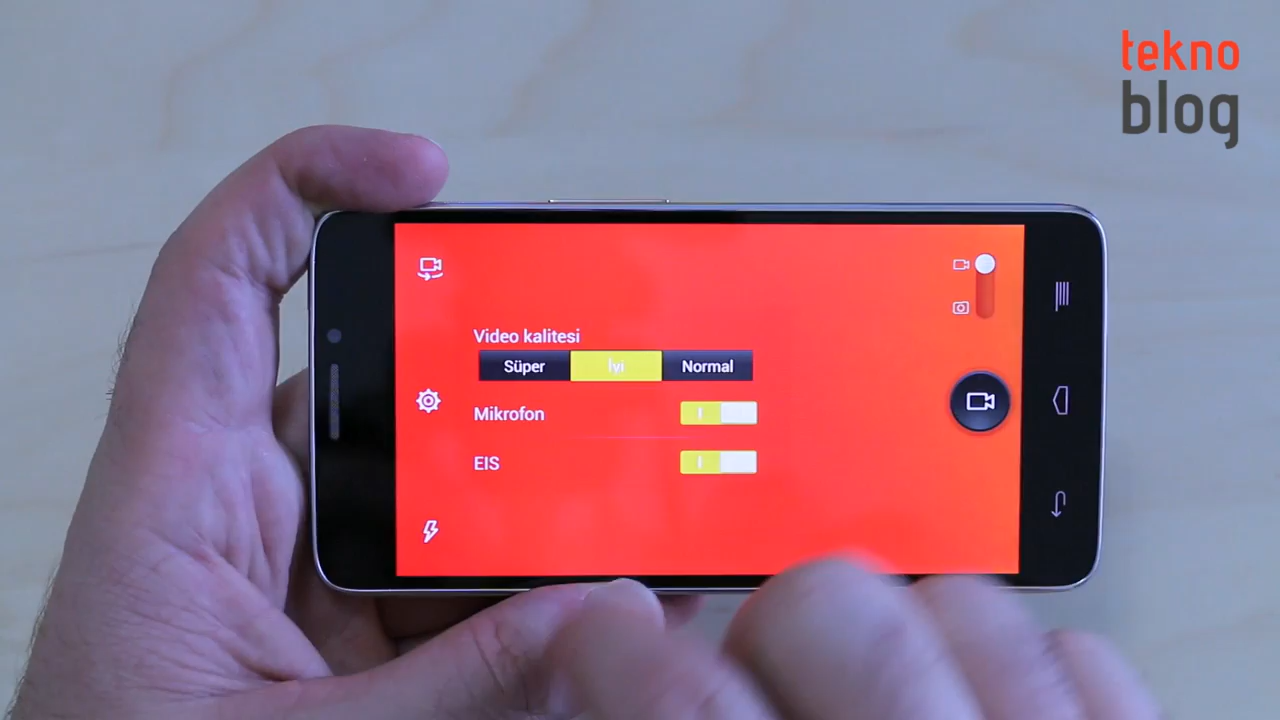 tekno
blog
Video kalitesi
Süper İyi Normal
Mikrofon
EIS